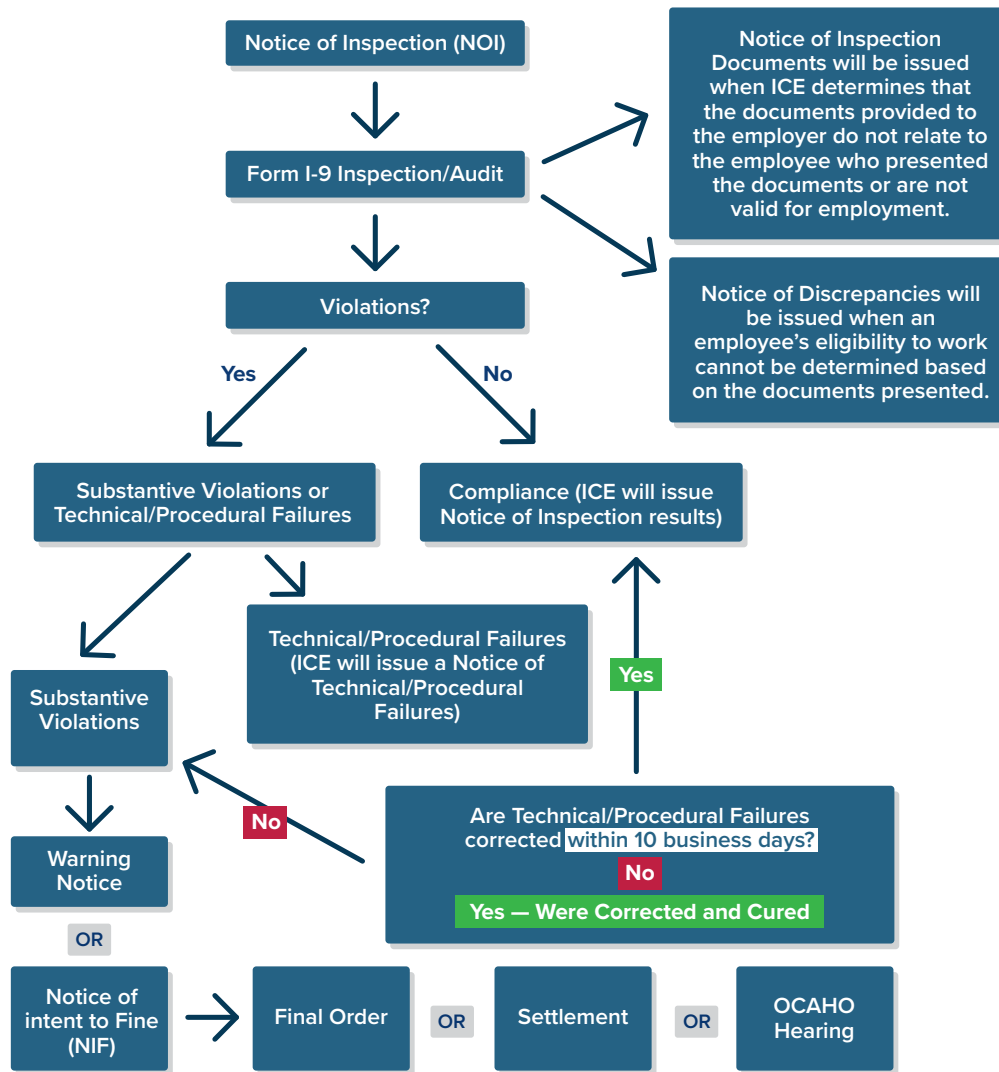 Notice of Inspection (NOI)
Notice of Inspection
Documents will be issued
when ICE determines that
the documents provided to
the employer do not relate to
the employee who presented
the documents or are not
valid for employment.
Form I-9 Inspection/Audit
Notice of Discrepancies will
be issued when an
employee’s eligibility to work
cannot be determined based
on the documents presented.
Violations?
Yes
No
Substantive Violations or
Technical/Procedural Failures
Compliance (ICE will issue
Notice of Inspection results)
Technical/Procedural Failures
(ICE will issue a Notice of
Technical/Procedural
Failures)
Yes
Substantive
Violations
No
Are Technical/Procedural Failures
corrected within 10 business days?
No
Yes — Were Corrected and Cured
Warning
Notice
OR
Notice of
intent to Fine
(NIF)
Final Order
OR
Settlement
OR
OCAHO
Hearing